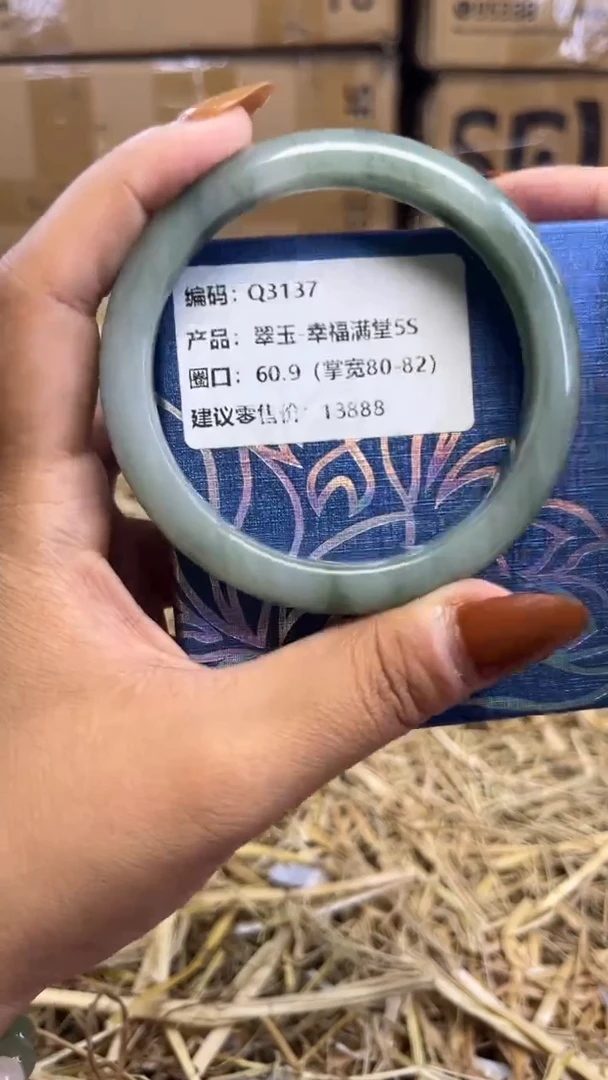 编码：Q3137
产品：翠玉-幸福满堂5S
圈口：60.9（掌宽80-82）
建议零售价：13888